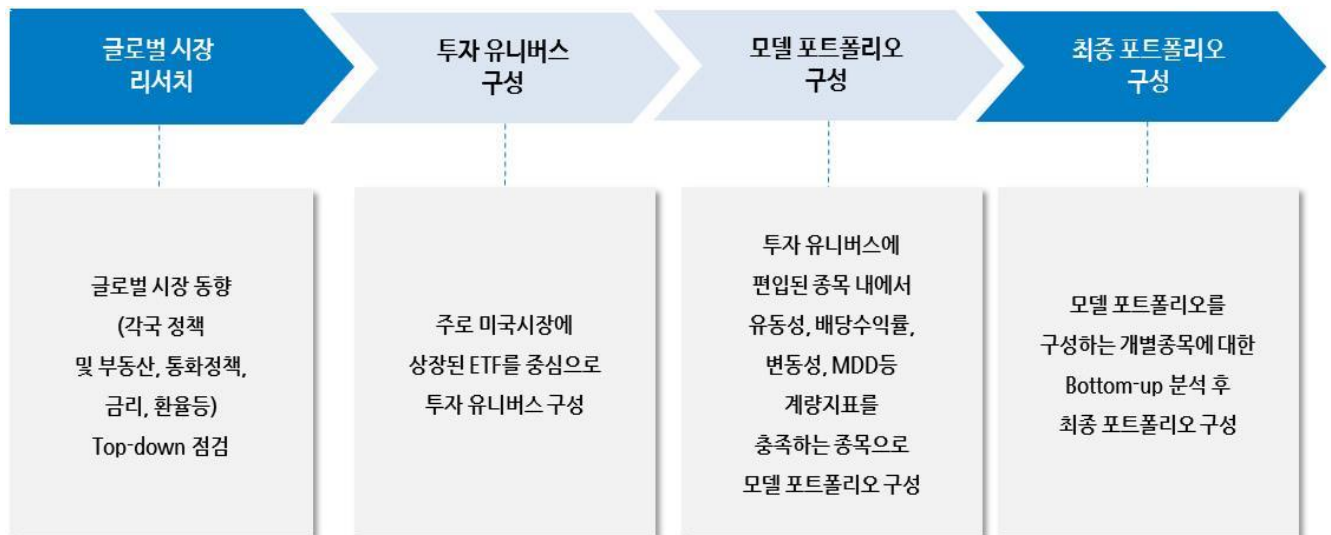 글로벌 시장
리서치
투자 유니버스
구성
모델 포트폴리오
구성
최종 포트폴리오
구성
글로벌 시장 동향
(각국 정책
및 부동산, 통화정책,
금리, 환율등)
Top-down 점검
주로 미국시장에
상장된 ETF를 중심으로
투자 유니버스 구성
투자 유니버스에
편입된 종목 내에서
유동성, 배당수익률,
변동성, MDD등
계량지표를
충족하는 종목으로
모델 포트폴리오 구성
모델 포트폴리오를
구성하는 개별종목에 대한
Bottom-up 분석 후
최종 포트폴리오 구성